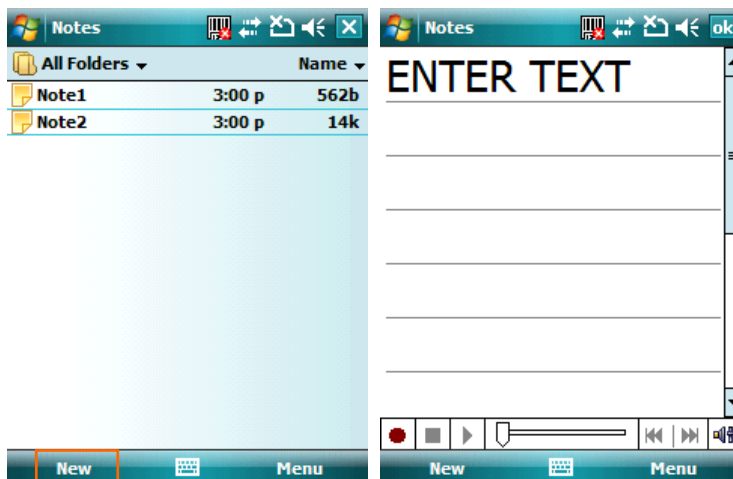 Notes
All Folders Name
Note1 3:00 p 562b
Note2 3:00 p 14k
New Menu
Notes ok
ENTER TEXT
New Menu